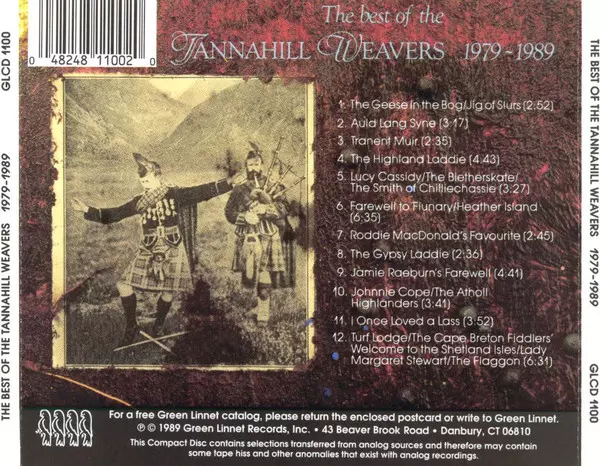 The best of the
TANNAHILL WEAVERS 1979-1989
0 48248 11002 0
GLCD 1100
THE BEST OF THE TANNAHILL WEAVERS 1979-1989
1. The Geese in the Bog/Jig of Slurs (2:52)
2. Auld Lang Syne (3:17)
3. Tranent Muir (2:35)
4. The Highland Laddie (4:43)
5. Lucy Cassidy/The Bletherskate/
The Smith of Chilliechassie (3:27)
6. Farewell to Fiunary/Heather Island
(6:35)
7. Roddie MacDonald's Favourite (2:45)
8. The Gypsy Laddie (2:36)
9. Jamie Raeburn's Farewell (4:41)
10. Johnnie Cope/The Atholl
Highlanders (3:41)
11. I Once Loved a Lass (3:52)
12. Turf Lodge/The Cape Breton Fiddlers'
Welcome to the Shetland Isles/Lady
Margaret Stewart/The Flaggon (6:31)
For a free Green Linnet catalog, please return the enclosed postcard or write to Green Linnet.
℗ © 1989 Green Linnet Records, Inc. • 43 Beaver Brook Road • Danbury, CT 06810
This Compact Disc contains selections transferred from analog sources and therefore may contain
some tape hiss and other anomalies that exist with analog recordings.
THE BEST OF THE TANNAHILL WEAVERS 1979-1989
GLCD 1100